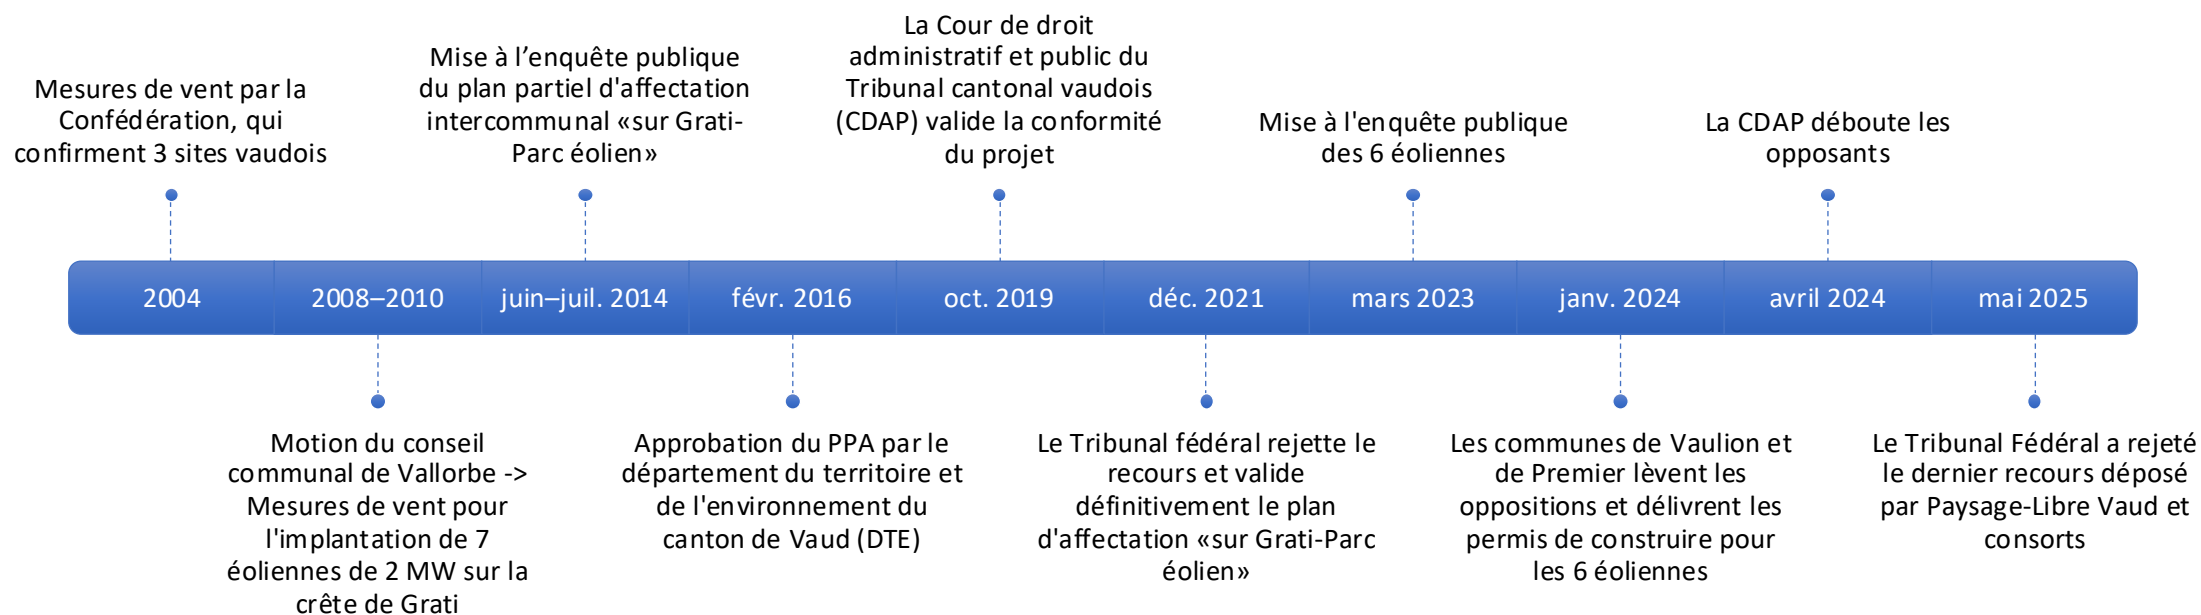 Mesures de vent par la
Confédération, qui
confirment 3 sites vaudois
Mise à l’enquête publique
du plan partiel d'affectation
intercommunal «sur Grati-
Parc éolien»
La Cour de droit
administratif et public du
Tribunal cantonal vaudois
(CDAP) valide la conformité
du projet
Mise à l'enquête publique
des 6 éoliennes
La CDAP déboute les
opposants
2004
2008–2010
juin–juil. 2014
févr. 2016
oct. 2019
déc. 2021
mars 2023
janv. 2024
avril 2024
mai 2025
Motion du conseil
communal de Vallorbe ->
Mesures de vent pour
l'implantation de 7
éoliennes de 2 MW sur la
crête de Grati
Approbation du PPA par le
département du territoire et
de l'environnement du
canton de Vaud (DTE)
Le Tribunal fédéral rejette le
recours et valide
définitivement le plan
d'affectation «sur Grati-Parc
éolien»
Les communes de Vaulion et
de Premier lèvent les
oppositions et délivrent les
permis de construire pour
les 6 éoliennes
Le Tribunal Fédéral a rejeté
le dernier recours déposé
par Paysage-Libre Vaud et
consorts